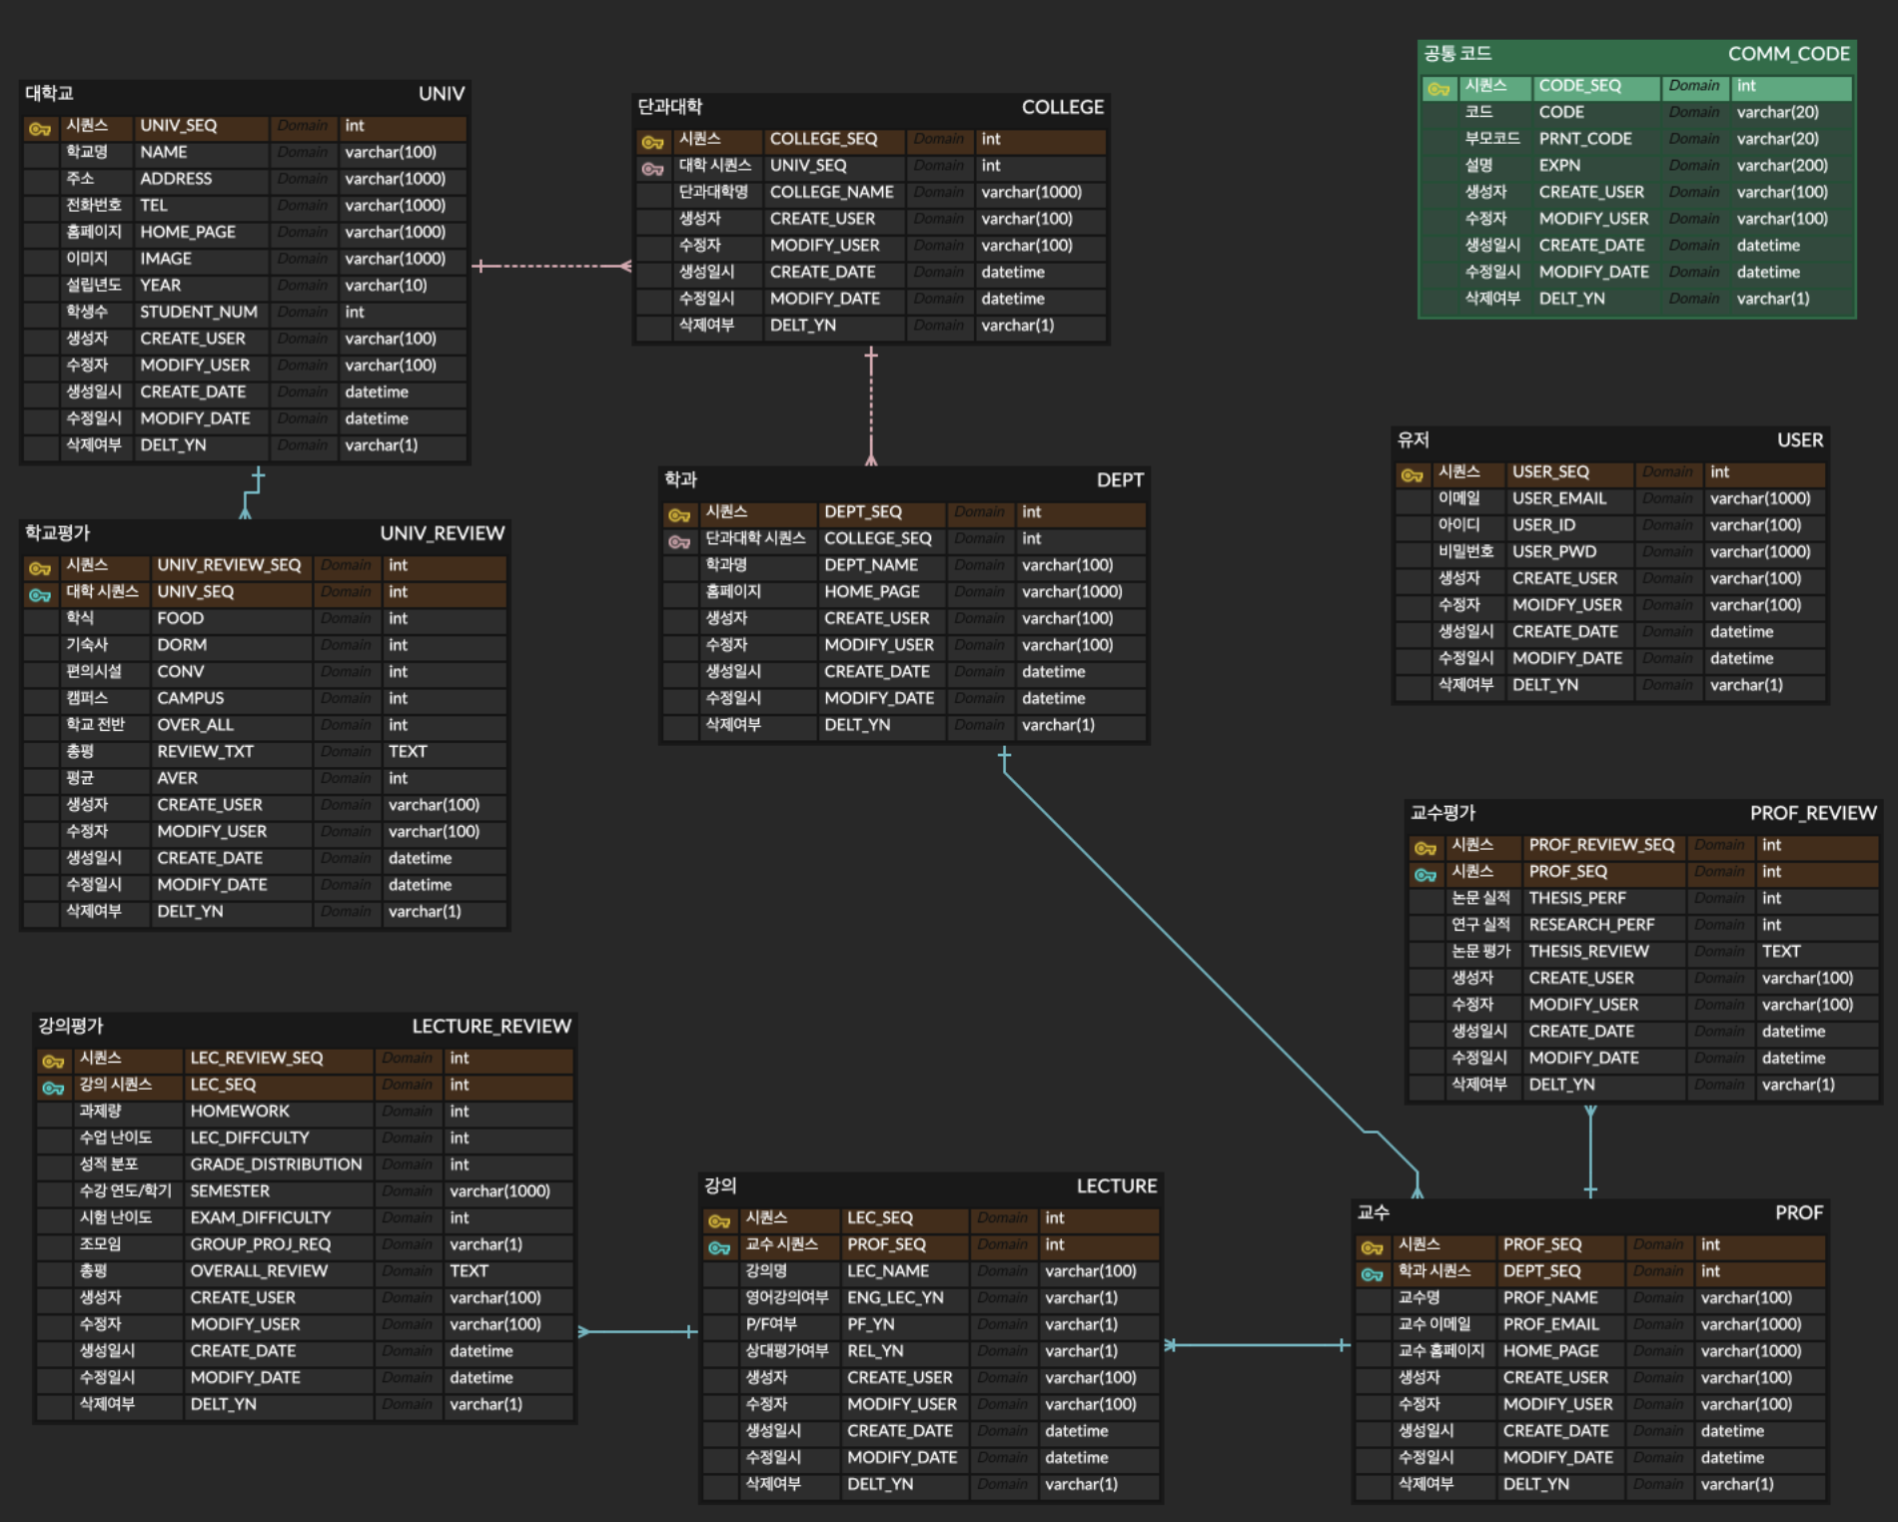 대학교 UNIV
시퀀스 UNIV_SEQ Domain int
학교명 NAME Domain varchar(100)
주소 ADDRESS Domain varchar(1000)
전화번호 TEL Domain varchar(1000)
홈페이지 HOME_PAGE Domain varchar(1000)
이미지 IMAGE Domain varchar(1000)
설립년도 YEAR Domain varchar(10)
학생수 STUDENT_NUM Domain int
생성자 CREATE_USER Domain varchar(100)
수정자 MODIFY_USER Domain varchar(100)
생성일시 CREATE_DATE Domain datetime
수정일시 MODIFY_DATE Domain datetime
삭제여부 DELT_YN Domain varchar(1)
단과대학 COLLEGE
시퀀스 COLLEGE_SEQ Domain int
대학 시퀀스 UNIV_SEQ Domain int
단과대학명 COLLEGE_NAME Domain varchar(1000)
생성자 CREATE_USER Domain varchar(100)
수정자 MODIFY_USER Domain varchar(100)
생성일시 CREATE_DATE Domain datetime
수정일시 MODIFY_DATE Domain datetime
삭제여부 DELT_YN Domain varchar(1)
공통 코드 COMM_CODE
시퀀스 CODE_SEQ Domain int
코드 CODE Domain varchar(20)
부모코드 PRNT_CODE Domain varchar(20)
설명 EXPN Domain varchar(200)
생성자 CREATE_USER Domain varchar(100)
수정자 MODIFY_USER Domain varchar(100)
생성일시 CREATE_DATE Domain datetime
수정일시 MODIFY_DATE Domain datetime
삭제여부 DELT_YN Domain varchar(1)
유저 USER
시퀀스 USER_SEQ Domain int
이메일 USER_EMAIL Domain varchar(1000)
아이디 USER_ID Domain varchar(100)
비밀번호 USER_PWD Domain varchar(1000)
생성자 CREATE_USER Domain varchar(100)
수정자 MOIDFY_USER Domain varchar(100)
생성일시 CREATE_DATE Domain datetime
수정일시 MODIFY_DATE Domain datetime
삭제여부 DELT_YN Domain varchar(1)
학과 DEPT
시퀀스 DEPT_SEQ Domain int
단과대학 시퀀스 COLLEGE_SEQ Domain int
학과명 DEPT_NAME Domain varchar(100)
홈페이지 HOME_PAGE Domain varchar(1000)
생성자 CREATE_USER Domain varchar(100)
수정자 MODIFY_USER Domain varchar(100)
생성일시 CREATE_DATE Domain datetime
수정일시 MODIFY_DATE Domain datetime
삭제여부 DELT_YN Domain varchar(1)
학교평가 UNIV_REVIEW
시퀀스 UNIV_REVIEW_SEQ Domain int
대학 시퀀스 UNIV_SEQ Domain int
학식 FOOD Domain int
기숙사 DORM Domain int
편의시설 CONV Domain int
캠퍼스 CAMPUS Domain int
학교 전반 OVER_ALL Domain int
총평 REVIEW_TXT Domain TEXT
평균 AVER Domain int
생성자 CREATE_USER Domain varchar(100)
수정자 MODIFY_USER Domain varchar(100)
생성일시 CREATE_DATE Domain datetime
수정일시 MODIFY_DATE Domain datetime
삭제여부 DELT_YN Domain varchar(1)
교수평가 PROF_REVIEW
시퀀스 PROF_REVIEW_SEQ Domain int
시퀀스 PROF_SEQ Domain int
논문 실적 THESIS_PERF Domain int
연구 실적 RESEARCH_PERF Domain int
논문 평가 THESIS_REVIEW Domain TEXT
생성자 CREATE_USER Domain varchar(100)
수정자 MODIFY_USER Domain varchar(100)
생성일시 CREATE_DATE Domain datetime
수정일시 MODIFY_DATE Domain datetime
삭제여부 DELT_YN Domain varchar(1)
강의평가 LECTURE_REVIEW
시퀀스 LEC_REVIEW_SEQ Domain int
강의 시퀀스 LEC_SEQ Domain int
과제량 HOMEWORK Domain int
수업 난이도 LEC_DIFFCULTY Domain int
성적 분포 GRADE_DISTRIBUTION Domain int
수강 연도/학기 SEMESTER Domain varchar(1000)
시험 난이도 EXAM_DIFFICULTY Domain int
조모임 GROUP_PROJ_REQ Domain varchar(1)
총평 OVERALL_REVIEW Domain TEXT
생성자 CREATE_USER Domain varchar(100)
수정자 MODIFY_USER Domain varchar(100)
생성일시 CREATE_DATE Domain datetime
수정일시 MODIFY_DATE Domain datetime
삭제여부 DELT_YN Domain varchar(1)
강의 LECTURE
시퀀스 LEC_SEQ Domain int
교수 시퀀스 PROF_SEQ Domain int
강의명 LEC_NAME Domain varchar(100)
영어강의여부 ENG_LEC_YN Domain varchar(1)
P/F여부 PF_YN Domain varchar(1)
상대평가여부 REL_YN Domain varchar(1)
생성자 CREATE_USER Domain varchar(100)
수정자 MODIFY_USER Domain varchar(100)
생성일시 CREATE_DATE Domain datetime
수정일시 MODIFY_DATE Domain datetime
삭제여부 DELT_YN Domain varchar(1)
교수 PROF
시퀀스 PROF_SEQ Domain int
학과 시퀀스 DEPT_SEQ Domain int
교수명 PROF_NAME Domain varchar(100)
교수 이메일 PROF_EMAIL Domain varchar(1000)
교수 홈페이지 HOME_PAGE Domain varchar(1000)
생성자 CREATE_USER Domain varchar(100)
수정자 MODIFY_USER Domain varchar(100)
생성일시 CREATE_DATE Domain datetime
수정일시 MODIFY_DATE Domain datetime
삭제여부 DELT_YN Domain varchar(1)